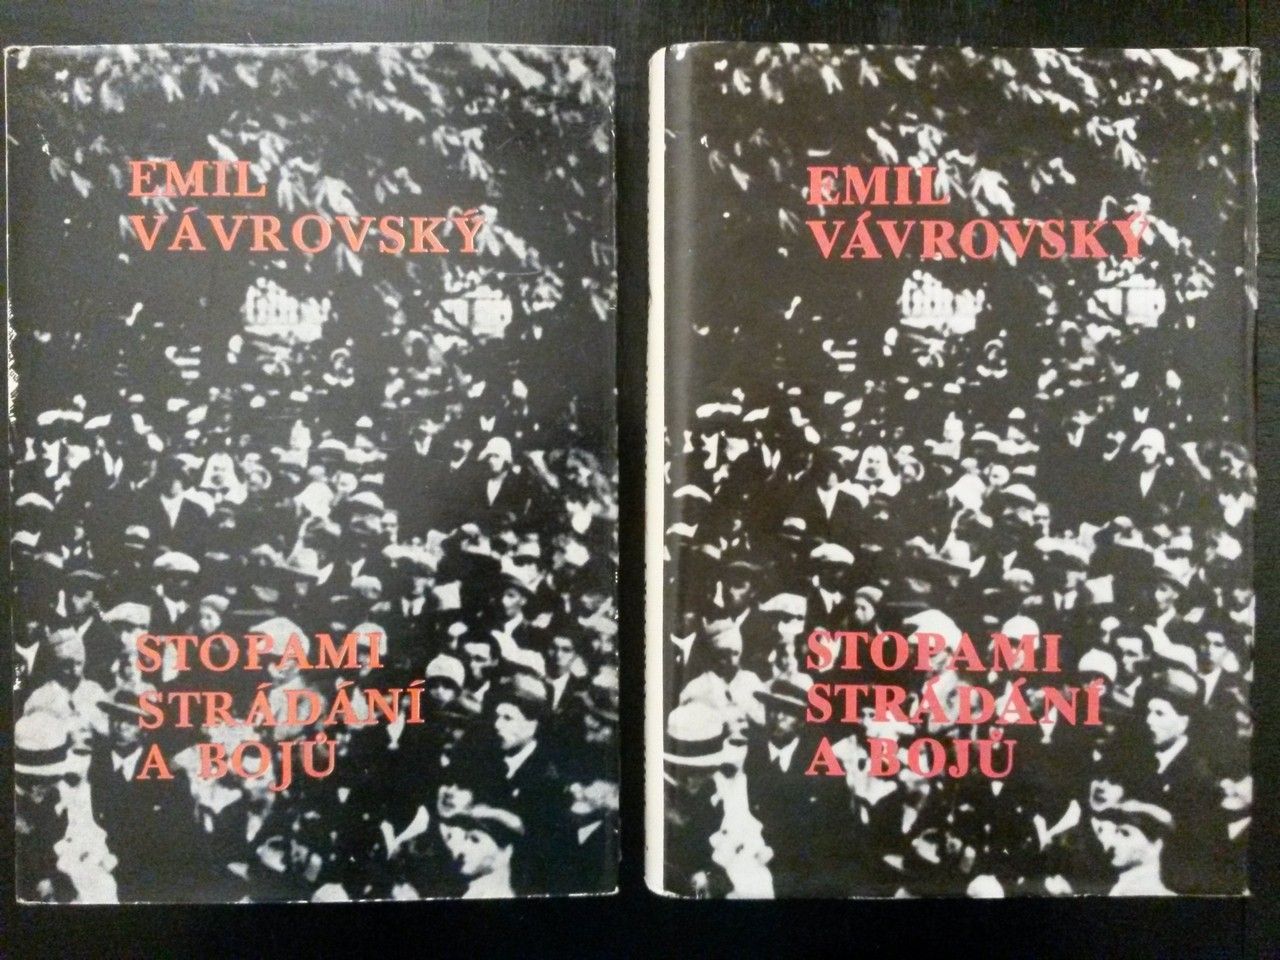 EMIL
VÁVROVSKÝ
STOPAMI
STRÁDÁNÍ
A BOJŮ
EMIL
VÁVROVSKÝ
STOPAMI
STRÁDÁNÍ
A BOJŮ